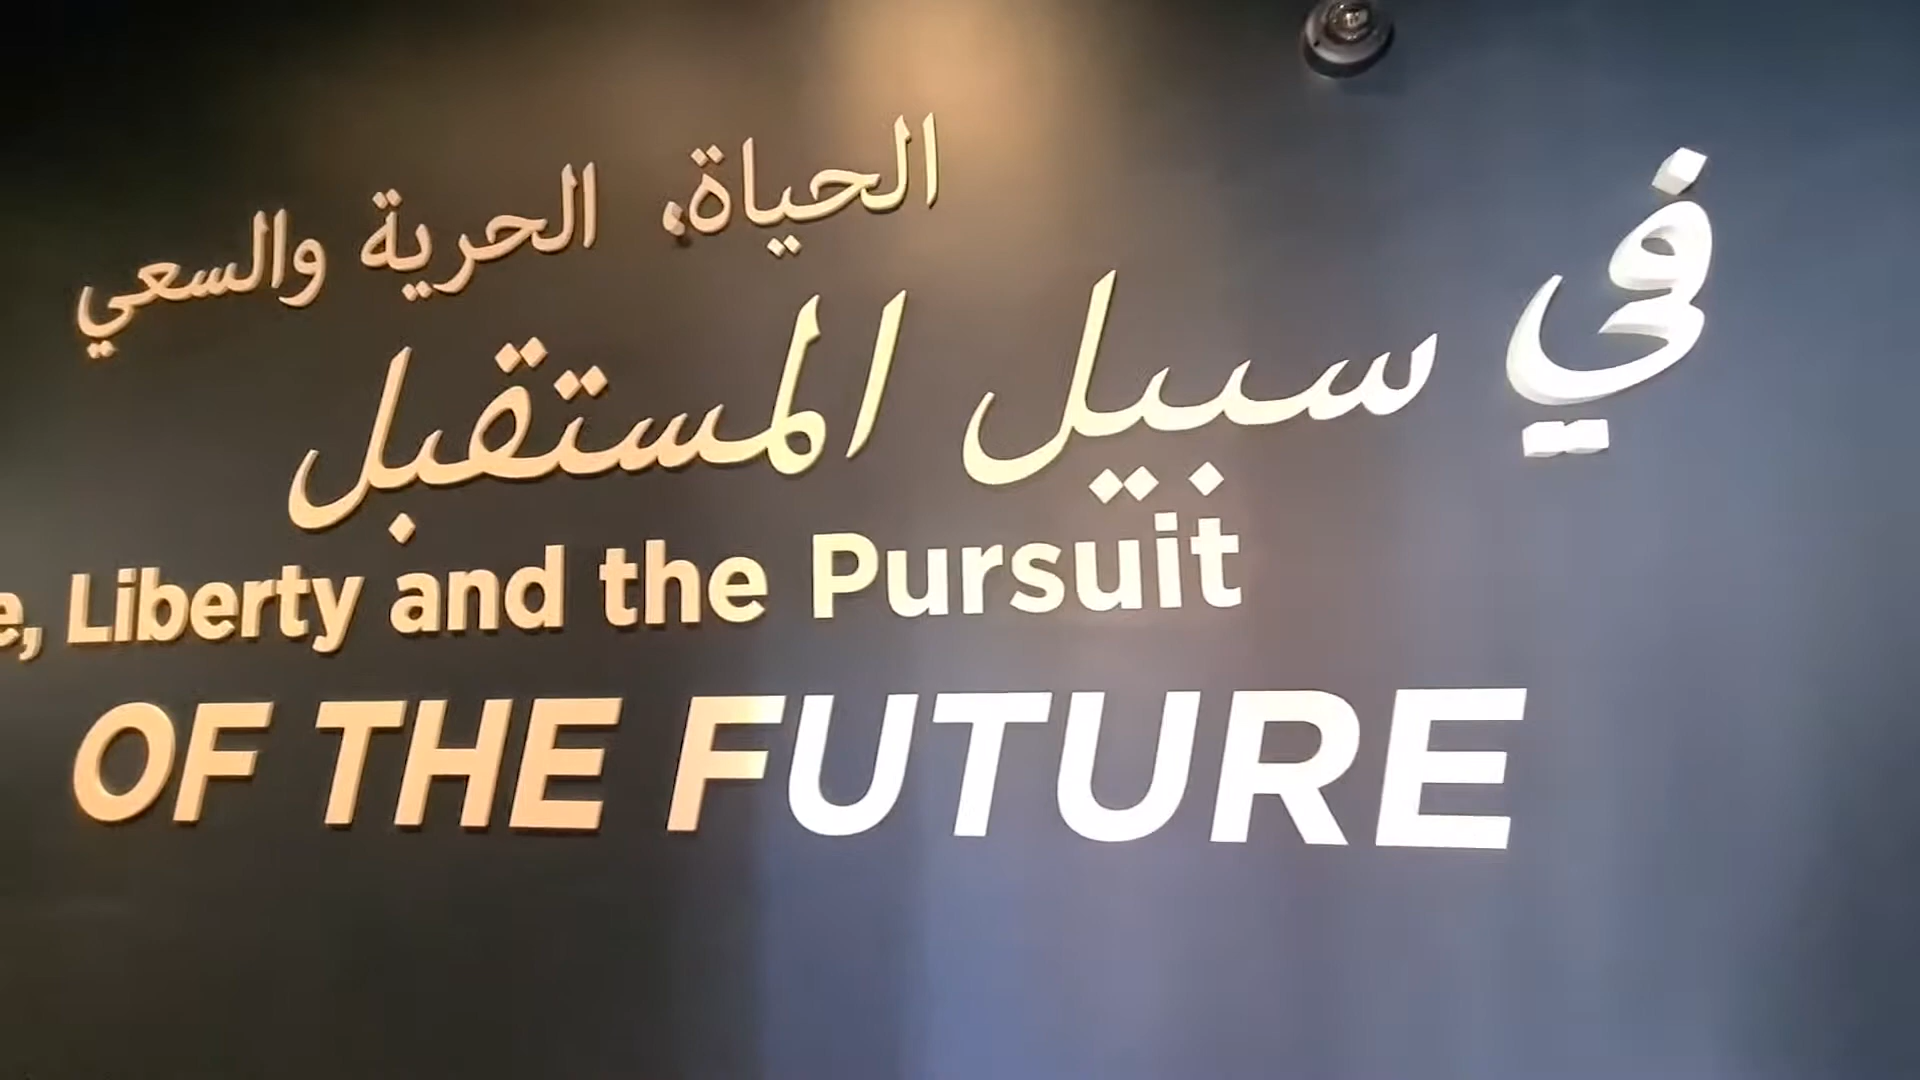 الحياة، الحرية والسعي
في سبيل المستقبل
e, Liberty and the Pursuit
OF THE FUTURE